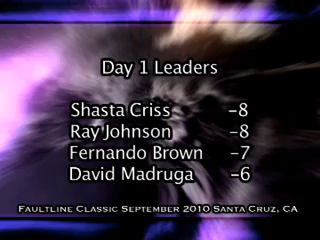 Day 1 Leaders
Shasta Criss -8
Ray Johnson -8
Fernando Brown -7
David Madruga -6
Faultline Classic September 2010 Santa Cruz, CA